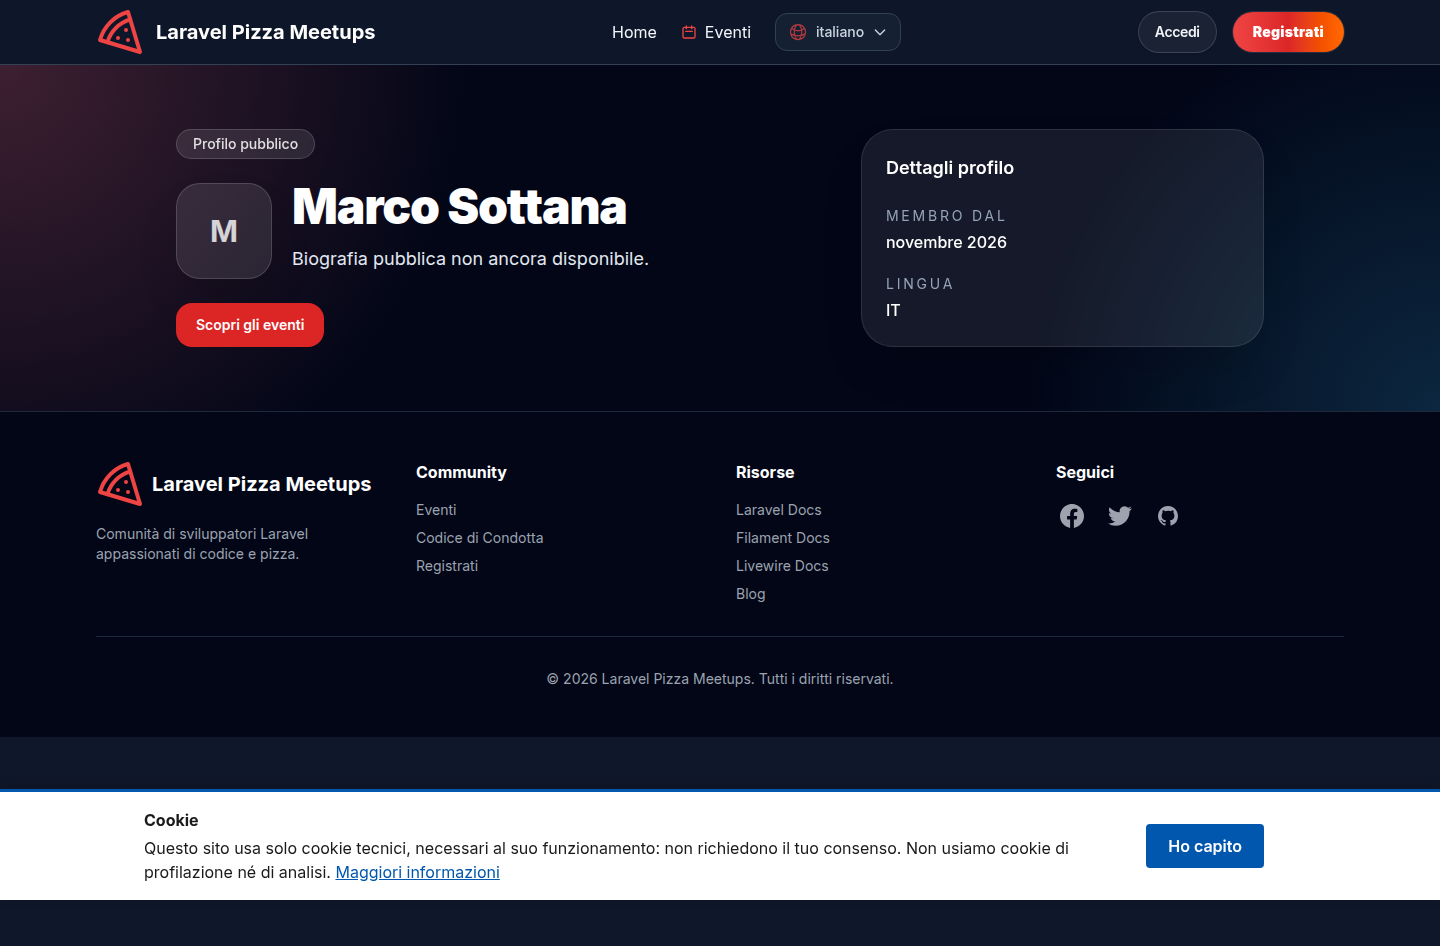 Laravel Pizza Meetups
Home
Eventi
italiano
Accedi
Registrati
Profilo pubblico
M
Marco Sottana
Biografia pubblica non ancora disponibile.
Scopri gli eventi
Dettagli profilo
MEMBRO DAL
novembre 2026
LINGUA
IT
Laravel Pizza Meetups
Comunità di sviluppatori Laravel
appassionati di codice e pizza.
Community
Eventi
Codice di Condotta
Registrati
Risorse
Laravel Docs
Filament Docs
Livewire Docs
Blog
Seguici
© 2026 Laravel Pizza Meetups. Tutti i diritti riservati.
Cookie
Questo sito usa solo cookie tecnici, necessari al suo funzionamento: non richiedono il tuo consenso. Non usiamo cookie di
profilazione né di analisi. Maggiori informazioni
Ho capito